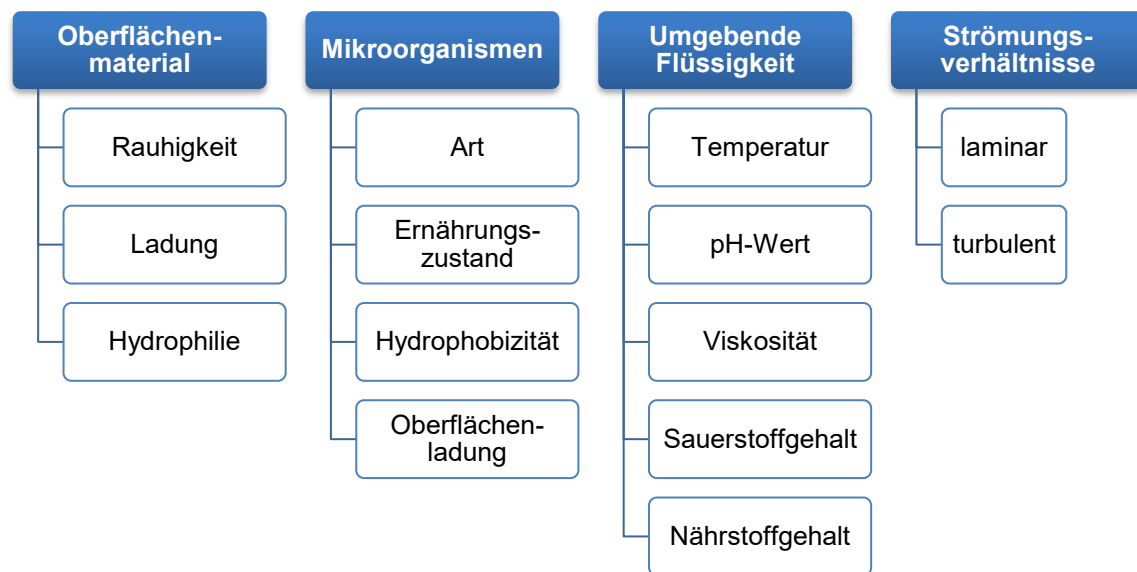 Oberflächen-
material
Rauhigkeit
Ladung
Hydrophilie
Mikroorganismen
Art
Ernährungs-
zustand
Hydrophobizität
Oberflächen-
ladung
Umgebende
Flüssigkeit
Temperatur
pH-Wert
Viskosität
Sauerstoffgehalt
Nährstoffgehalt
Strömungs-
verhältnisse
laminar
turbulent